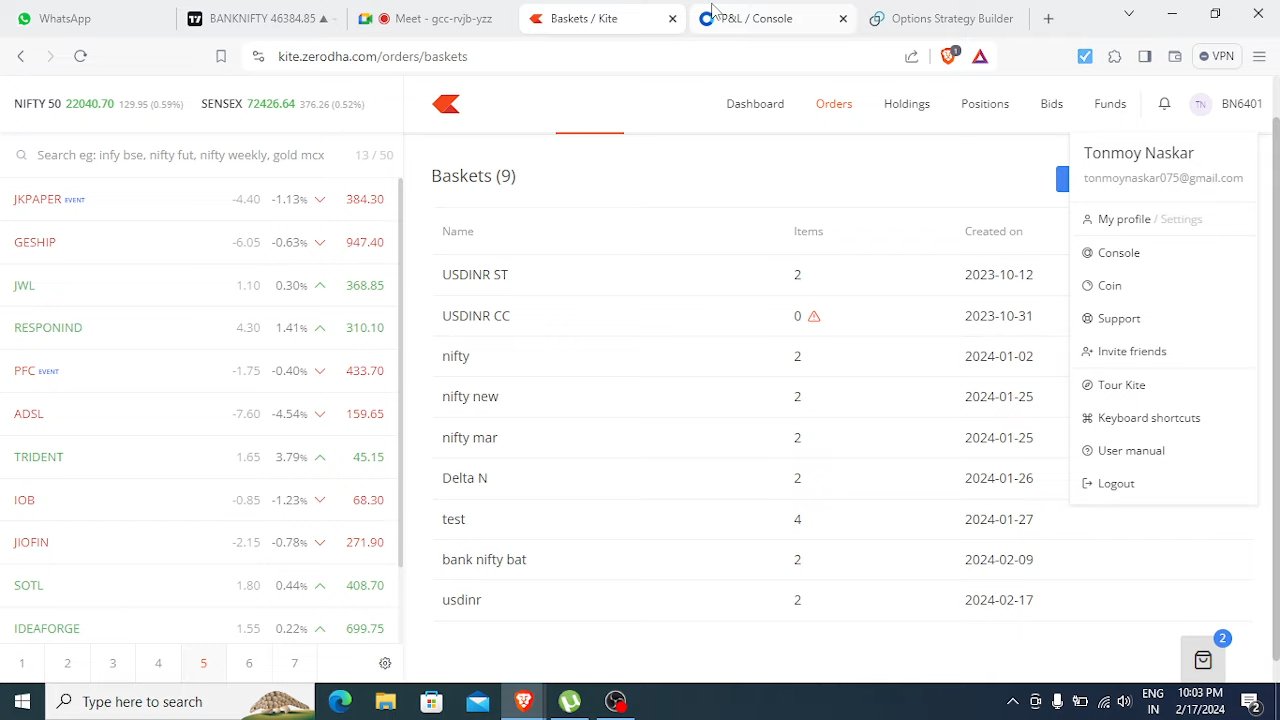 WhatsApp
BANKNIFTY 46384.85
Meet - gcc-rvjb-yzz
Baskets / Kite
P&L / Console
Options Strategy Builder
kite.zerodha.com/orders/baskets
1
VPN
NIFTY 50 22040.70 129.95 (0.59%) SENSEX 72426.64 376.26 (0.52%)
Dashboard Orders Holdings Positions Bids Funds TN BN6401
Search eg: infy bse, nifty fut, nifty weekly, gold mcx 13 / 50
JKPAPER EVENT -4.40 -1.13% 384.30
GESHIP -6.05 -0.63% 947.40
JWL 1.10 0.30% 368.85
RESPONIND 4.30 1.41% 310.10
PFC EVENT -1.75 -0.40% 433.70
ADSL -7.60 -4.54% 159.65
TRIDENT 1.65 3.79% 45.15
IOB -0.85 -1.23% 68.30
JIOFIN -2.15 -0.78% 271.90
SOTL 1.80 0.44% 408.70
IDEAFORGE 1.55 0.22% 699.75
1 2 3 4 5 6 7
Baskets (9)
Name Items Created on
USDINR ST 2 2023-10-12
USDINR CC 0 2023-10-31
nifty 2 2024-01-02
nifty new 2 2024-01-25
nifty mar 2 2024-01-25
Delta N 2 2024-01-26
test 4 2024-01-27
bank nifty bat 2 2024-02-09
usdinr 2 2024-02-17
Tonmoy Naskar
tonmoynaskar075@gmail.com
My profile / Settings
Console
Coin
Support
Invite friends
Tour Kite
Keyboard shortcuts
User manual
Logout
2
Type here to search
ENG
IN
10:03 PM
2/17/2024
2